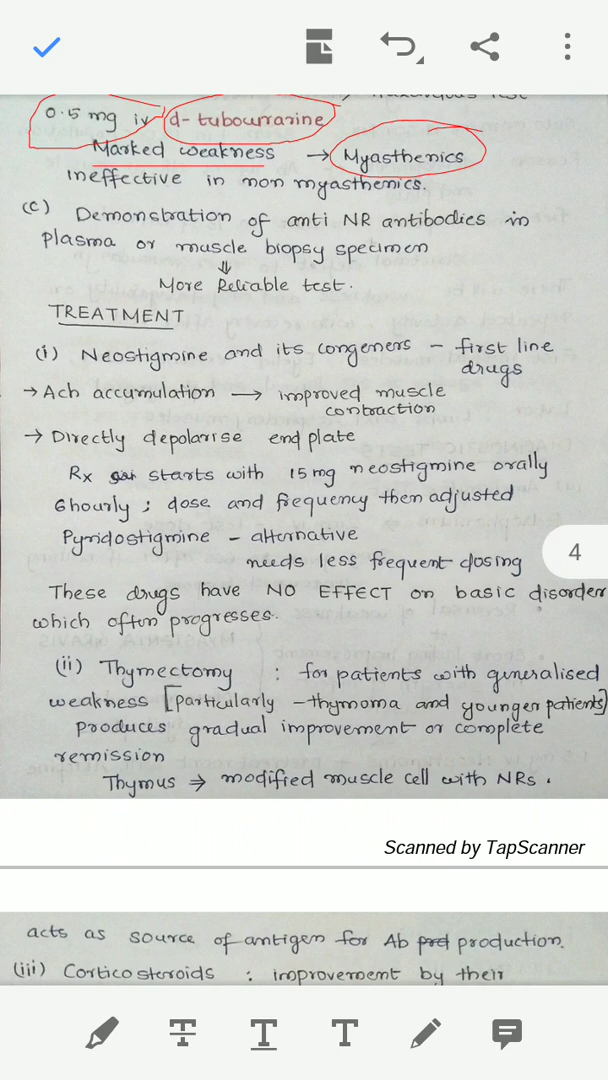 0.5 mg iv d-tubocurrarine
Marked weakness → Myasthenics
ineffective in non myasthenics.
(c) Demonstration of anti NR antibodies in
plasma or muscle biopsy specimen
⇓
More Reliable test.
TREATMENT
(i) Neostigmine and its congeners - first line
drugs
→ Ach accumulation → improved muscle
contraction
→ Directly depolarise end plate
Rx starts with 15 mg neostigmine orally
6 hourly ; dose and frequency then adjusted
Pyridostigmine - alternative
needs less frequent dosing
4
These drugs have NO EFFECT on basic disorder
which often progresses.
(ii) Thymectomy : for patients with generalised
weakness [particularly - thymoma and younger patients]
produces gradual improvement or complete
remission
Thymus → modified muscle cell with NRs.
Scanned by TapScanner
acts as source of antigen for Ab production.
(iii) Corticosteroids : improvement by their